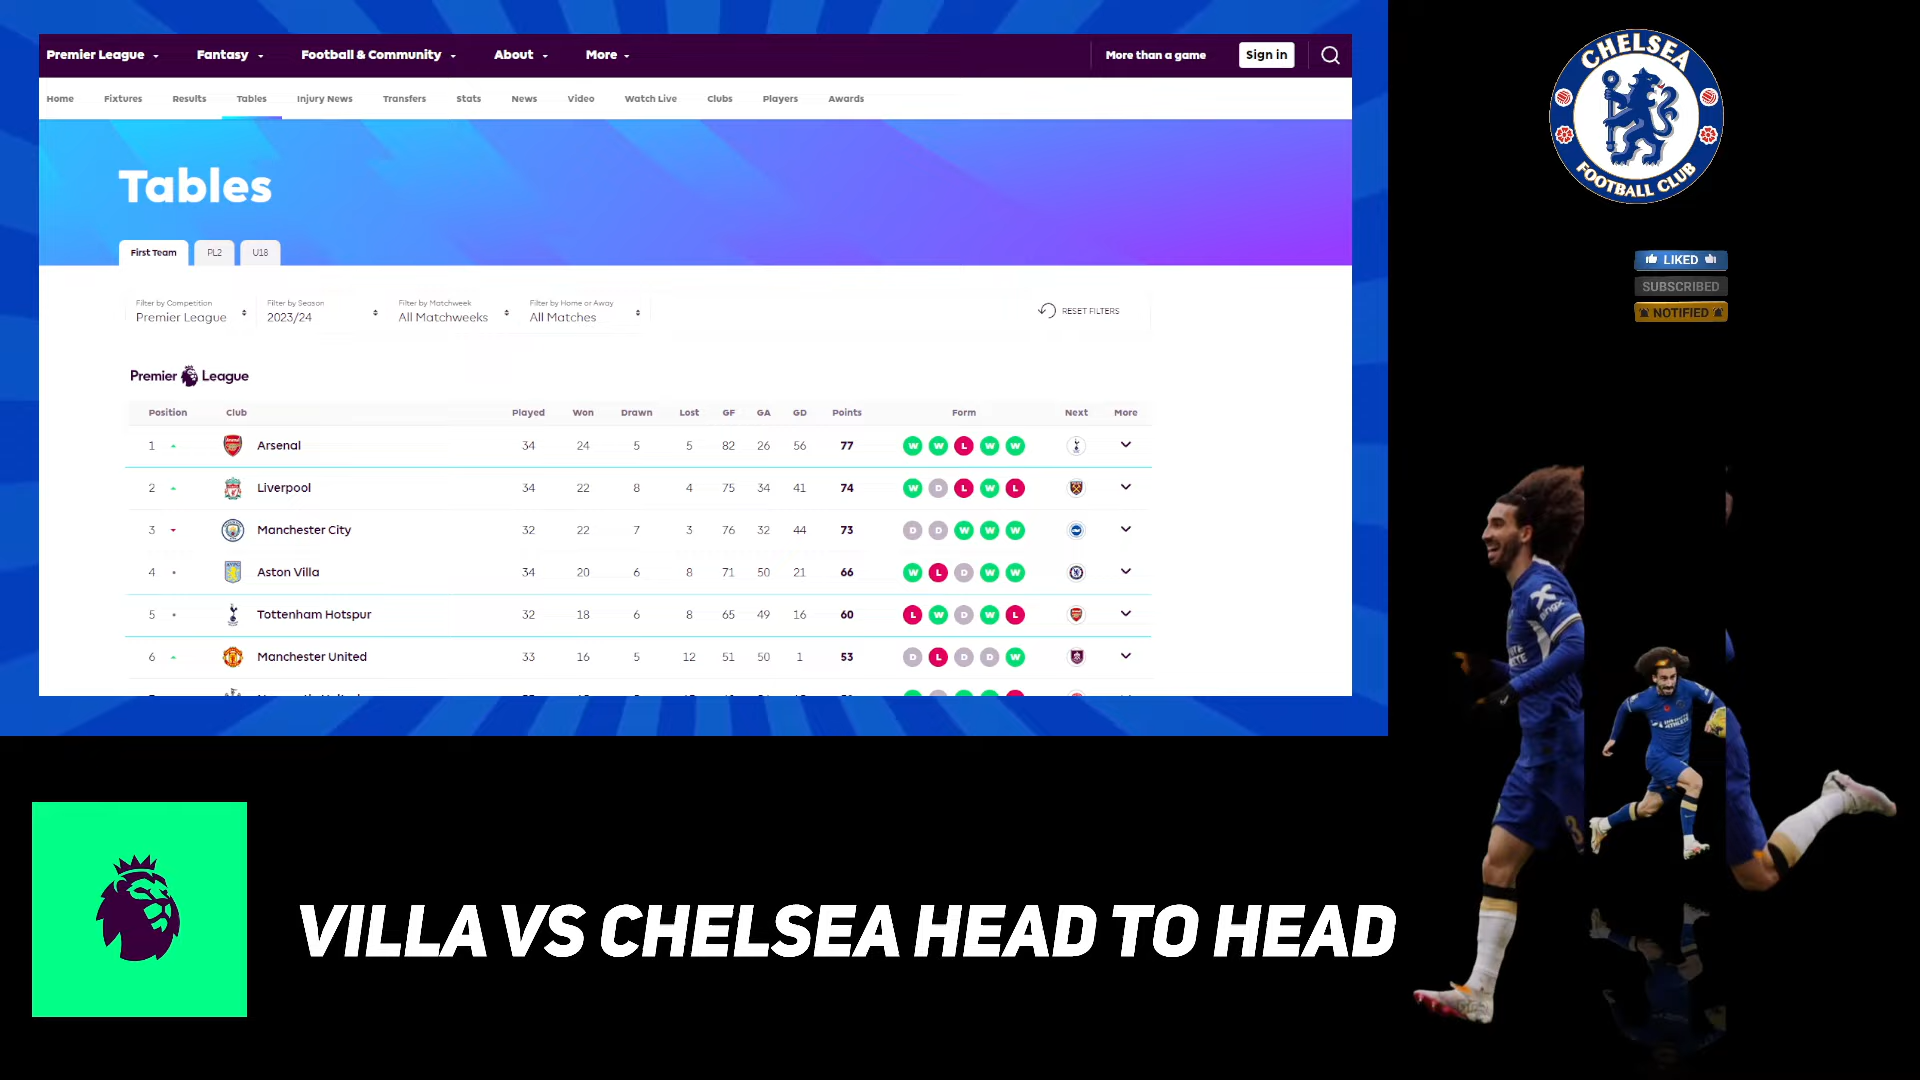 Premier League Fantasy Football & Community About More More than a game Sign in
Home Fixtures Results Tables Injury News Transfers Stats News Video Watch Live Clubs Players Awards
Tables
First Team PL2 U18
Filter by Competition Filter by Season Filter by Matchweek Filter by Home or Away
Premier League 2023/24 All Matchweeks All Matches RESET FILTERS
Premier League
Position Club Played Won Drawn Lost GF GA GD Points Form Next More
1 Arsenal 34 24 5 5 82 26 56 77 W W L W W
2 Liverpool 34 22 8 4 75 34 41 74 W D L W L
3 Manchester City 32 22 7 3 76 32 44 73 D D W W W
4 Aston Villa 34 20 6 8 71 50 21 66 W L D W W
5 Tottenham Hotspur 32 18 6 8 65 49 16 60 L W D W L
6 Manchester United 33 16 5 12 51 50 1 53 D L D D W
CHELSEA
FOOTBALL CLUB
LIKED
SUBSCRIBED
NOTIFIED
VILLA VS CHELSEA HEAD TO HEAD